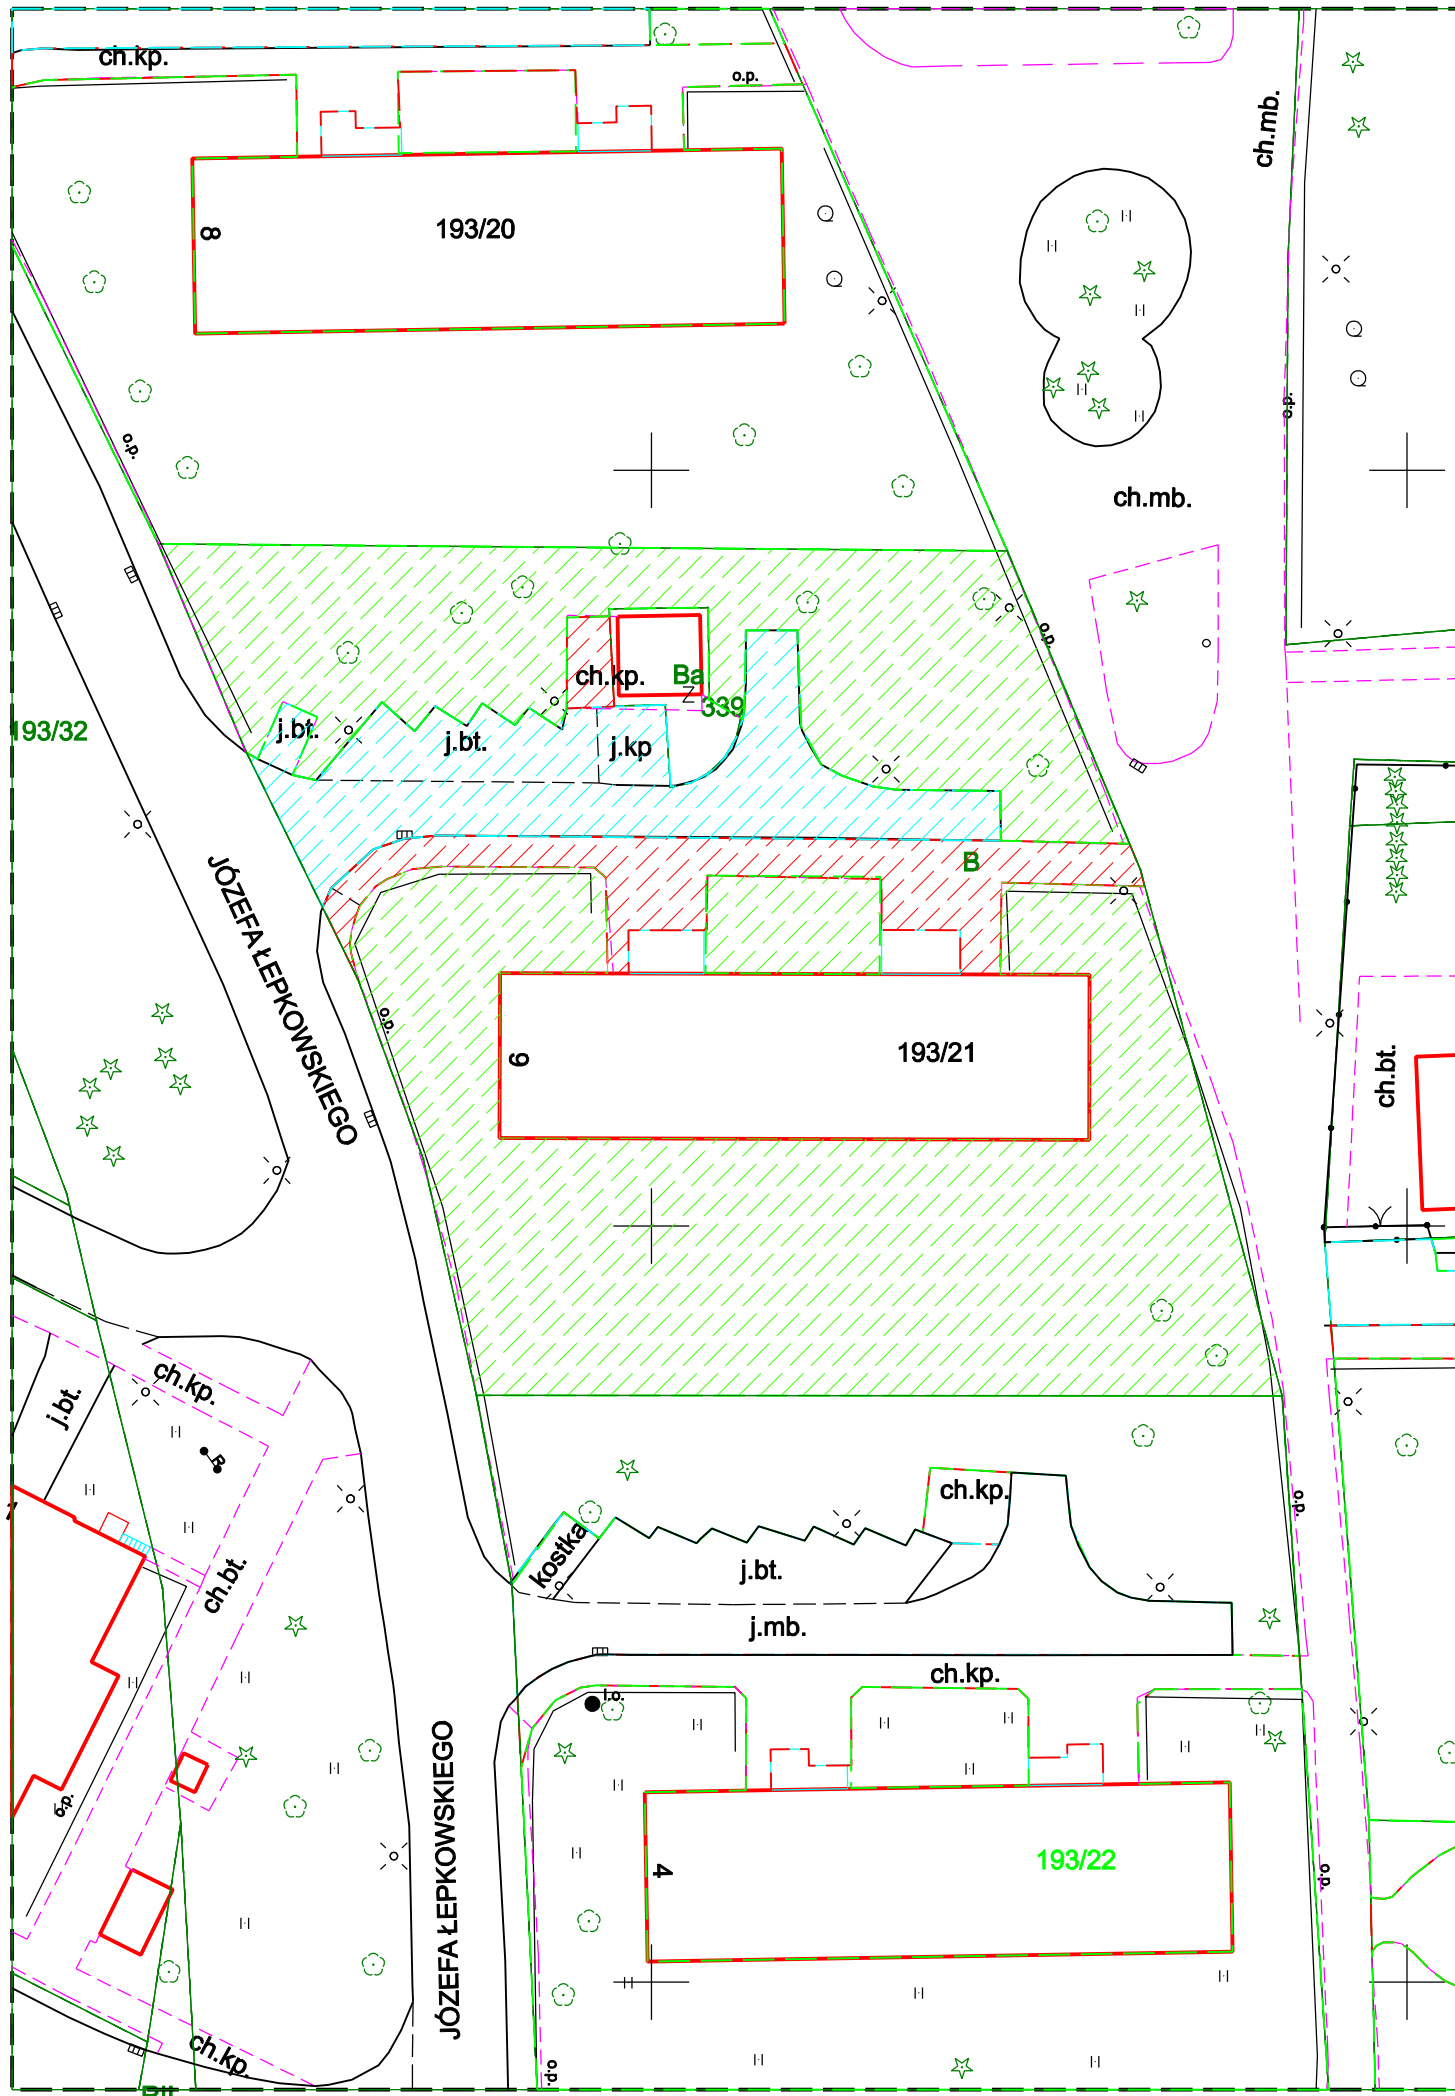 ch.kp.
o.p.
ch.mb.
193/20
8
o.p.
o.p.
ch.mb.
o.p.
ch.kp.
Ba
339
193/32
j.bt.
j.bt.
j.kp
B
JÓZEFA ŁEPKOWSKIEGO
o.p.
193/21
6
ch.bt.
ch.kp.
j.bt.
R
ch.kp.
o.p.
7
kostka
j.bt.
ch.bt.
j.mb.
ch.kp.
ł.o.
JÓZEFA ŁEPKOWSKIEGO
o.p.
4
193/22
o.p.
ch.kp.
o.p.